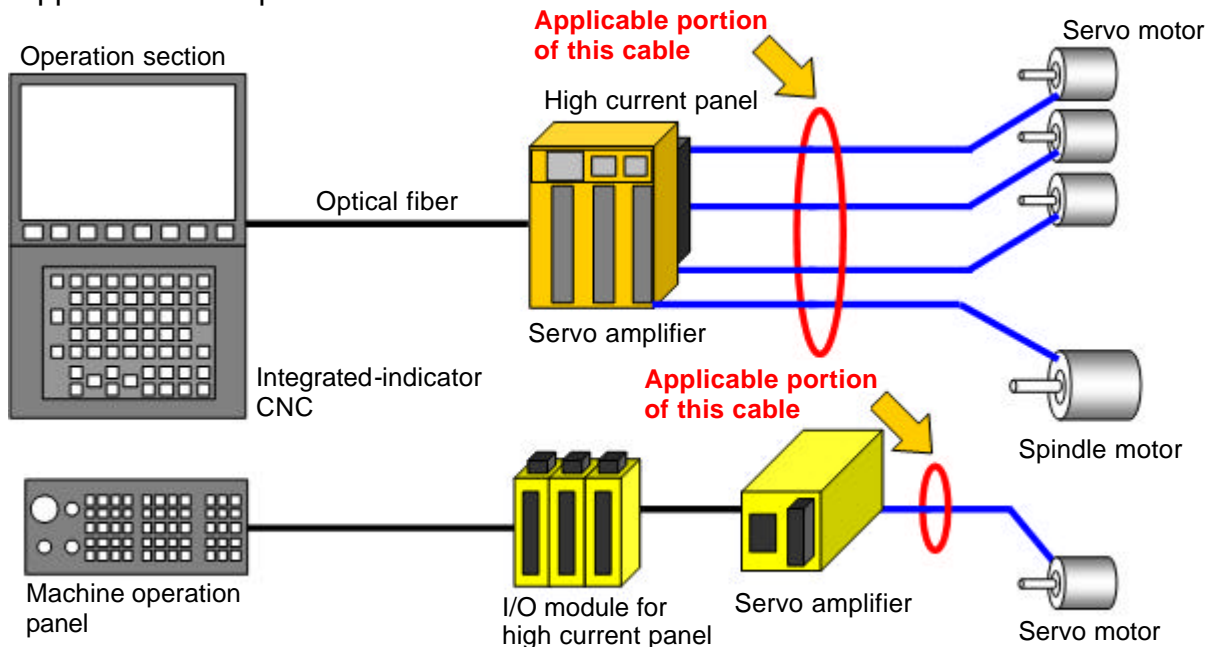 Applicable portion
of this cable
Servo motor
Operation section
High current panel
Optical fiber
Servo amplifier
Integrated-indicator
CNC
Applicable portion
of this cable
Spindle motor
Machine operation
panel
I/O module for
high current panel
Servo amplifier
Servo motor